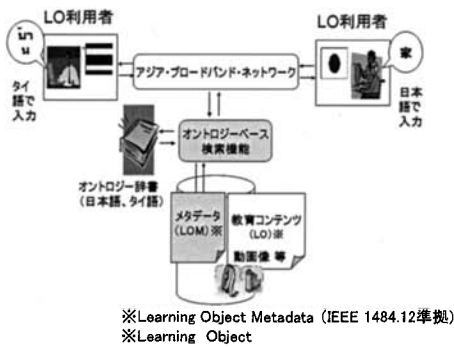 LO利用者
LO利用者
บ้าน
家
タイ語で入力
アジア・ブロードバンド・ネットワーク
日本語で入力
オントロジーベース
検索機能
オントロジー辞書
(日本語、タイ語)
メタデータ
(LOM)※
教育コンテンツ
(LO)※
動画像 等
※Learning Object Metadata (IEEE 1484.12準拠)
※Learning Object